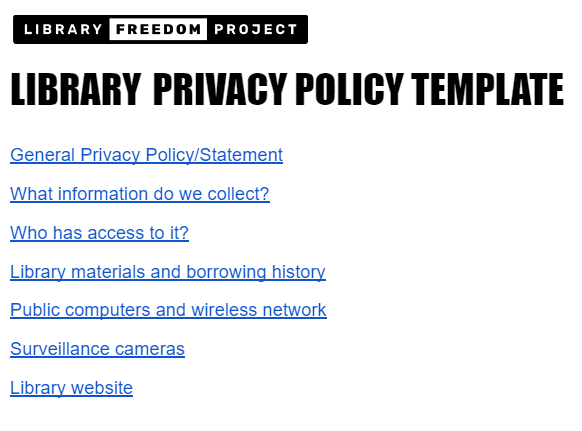 LIBRARY FREEDOM PROJECT
LIBRARY PRIVACY POLICY TEMPLATE
General Privacy Policy/Statement
What information do we collect?
Who has access to it?
Library materials and borrowing history
Public computers and wireless network
Surveillance cameras
Library website